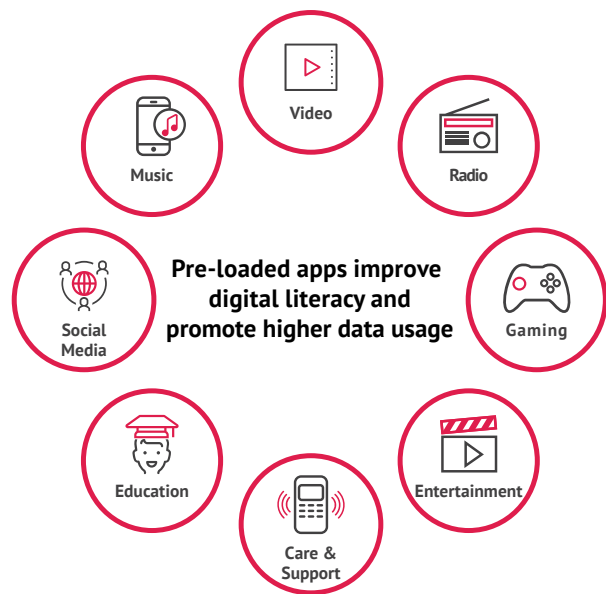 Video
Music
Radio
Pre-loaded apps improve
digital literacy and
promote higher data usage
Social
Media
Gaming
Education
Entertainment
Care &
Support